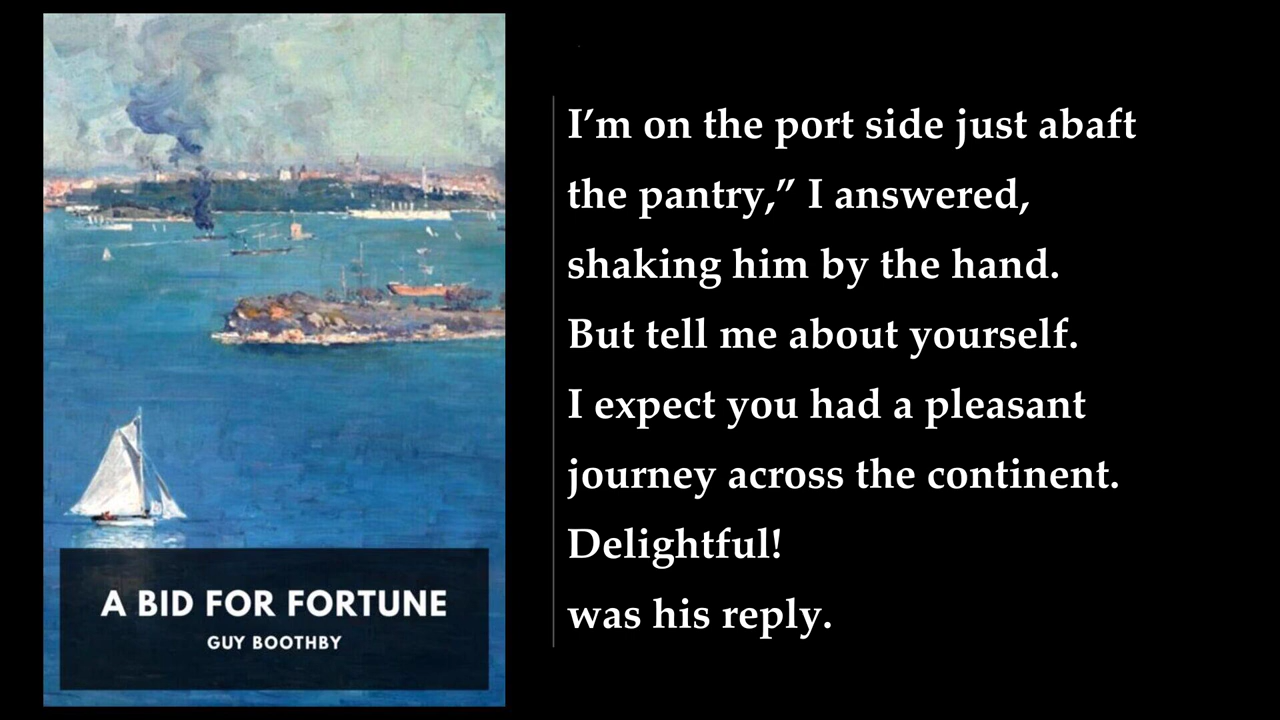 A BID FOR FORTUNE
GUY BOOTHBY
I’m on the port side just abaft
the pantry,” I answered,
shaking him by the hand.
But tell me about yourself.
I expect you had a pleasant
journey across the continent.
Delightful!
was his reply.